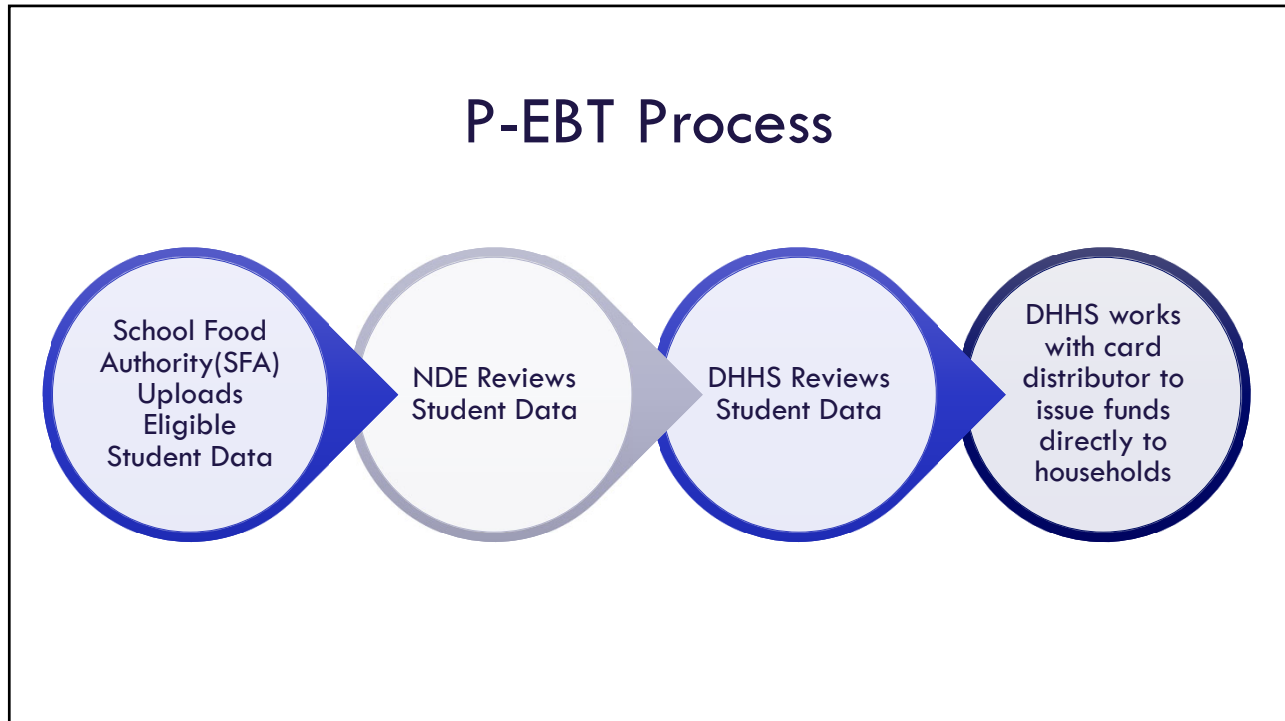 P-EBT Process
School Food
Authority(SFA)
Uploads
Eligible
Student Data
NDE Reviews
Student Data
DHHS Reviews
Student Data
DHHS works
with card
distributor to
issue funds
directly to
households